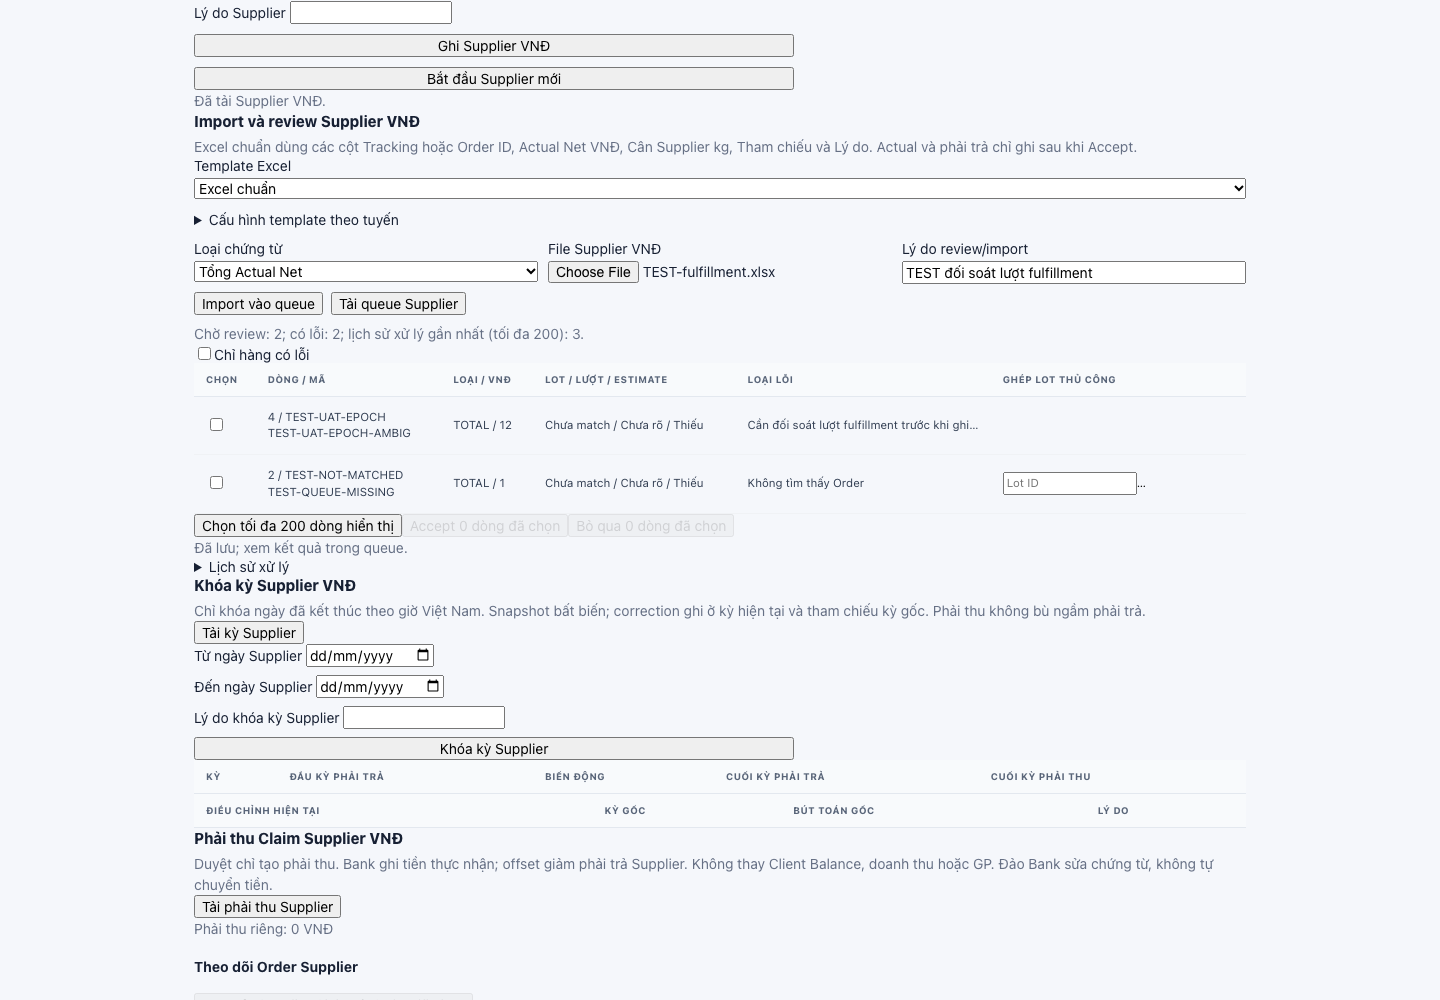 Lý do Supplier
Ghi Supplier VNĐ
Bắt đầu Supplier mới
Đã tải Supplier VNĐ.
Import và review Supplier VNĐ
Excel chuẩn dùng các cột Tracking hoặc Order ID, Actual Net VNĐ, Cân Supplier kg, Tham chiếu và Lý do. Actual và phải trả chỉ ghi sau khi Accept.
Template Excel
Excel chuẩn
Cấu hình template theo tuyến
Loại chứng từ File Supplier VNĐ Lý do review/import
Tổng Actual Net Choose File TEST-fulfillment.xlsx TEST đối soát lượt fulfillment
Import vào queue Tải queue Supplier
Chờ review: 2; có lỗi: 2; lịch sử xử lý gần nhất (tối đa 200): 3.
Chỉ hàng có lỗi
CHỌN DÒNG / MÃ LOẠI / VNĐ LOT / LƯỢT / ESTIMATE LOẠI LỖI GHÉP LOT THỦ CÔNG
4 / TEST-UAT-EPOCH
TEST-UAT-EPOCH-AMBIG TOTAL / 12 Chưa match / Chưa rõ / Thiếu Cần đối soát lượt fulfillment trước khi ghi...
2 / TEST-NOT-MATCHED
TEST-QUEUE-MISSING TOTAL / 1 Chưa match / Chưa rõ / Thiếu Không tìm thấy Order Lot ID ...
Chọn tối đa 200 dòng hiển thị Accept 0 dòng đã chọn Bỏ qua 0 dòng đã chọn
Đã lưu; xem kết quả trong queue.
Lịch sử xử lý
Khóa kỳ Supplier VNĐ
Chỉ khóa ngày đã kết thúc theo giờ Việt Nam. Snapshot bất biến; correction ghi ở kỳ hiện tại và tham chiếu kỳ gốc. Phải thu không bù ngầm phải trả.
Tải kỳ Supplier
Từ ngày Supplier dd/mm/yyyy
Đến ngày Supplier dd/mm/yyyy
Lý do khóa kỳ Supplier
Khóa kỳ Supplier
KỲ ĐẦU KỲ PHẢI TRẢ BIẾN ĐỘNG CUỐI KỲ PHẢI TRẢ CUỐI KỲ PHẢI THU
ĐIỀU CHỈNH HIỆN TẠI KỲ GỐC BÚT TOÁN GỐC LÝ DO
Phải thu Claim Supplier VNĐ
Duyệt chỉ tạo phải thu. Bank ghi tiền thực nhận; offset giảm phải trả Supplier. Không thay Client Balance, doanh thu hoặc GP. Đảo Bank sửa chứng từ, không tự
chuyển tiền.
Tải phải thu Supplier
Phải thu riêng: 0 VNĐ
Theo dõi Order Supplier